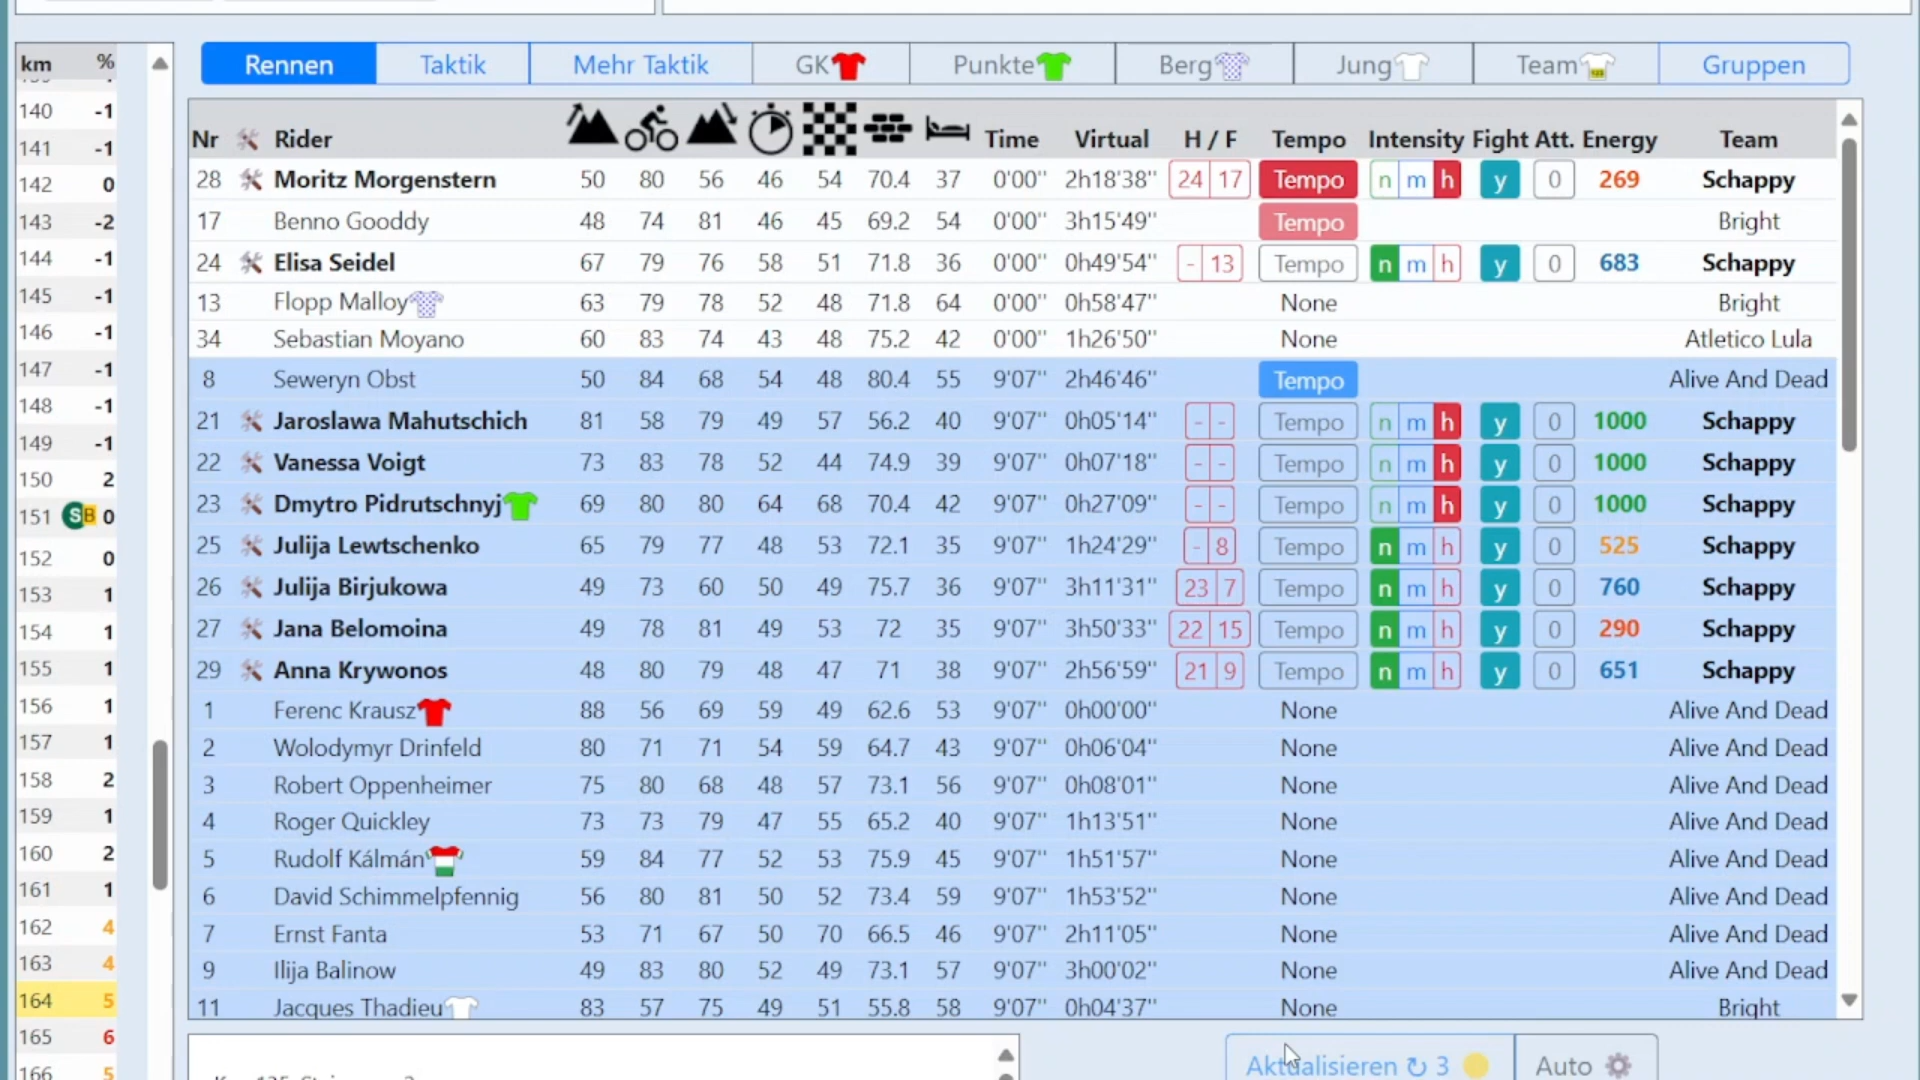 Rennen Taktik Mehr Taktik GK Punkte Berg Jung Team Gruppen
km %
140 -1
141 -1
142 0
143 -2
144 -1
145 -1
146 -1
147 -1
148 -1
149 -1
150 2
151 S B 0
152 0
153 1
154 1
155 1
156 1
157 1
158 2
159 1
160 2
161 1
162 4
163 4
164 5
165 6
166 5
Nr Rider Time Virtual H / F Tempo Intensity Fight Att. Energy Team
28 Moritz Morgenstern 50 80 56 46 54 70.4 37 0'00'' 2h18'38'' 24 17 Tempo n m h y 0 269 Schappy
17 Benno Gooddy 48 74 81 46 45 69.2 54 0'00'' 3h15'49'' Tempo Bright
24 Elisa Seidel 67 79 76 58 51 71.8 36 0'00'' 0h49'54'' - 13 Tempo n m h y 0 683 Schappy
13 Flopp Malloy 63 79 78 52 48 71.8 64 0'00'' 0h58'47'' None Bright
34 Sebastian Moyano 60 83 74 43 48 75.2 42 0'00'' 1h26'50'' None Atletico Lula
8 Seweryn Obst 50 84 68 54 48 80.4 55 9'07'' 2h46'46'' Tempo Alive And Dead
21 Jaroslawa Mahutschich 81 58 79 49 57 56.2 40 9'07'' 0h05'14'' - - Tempo n m h y 0 1000 Schappy
22 Vanessa Voigt 73 83 78 52 44 74.9 39 9'07'' 0h07'18'' - - Tempo n m h y 0 1000 Schappy
23 Dmytro Pidrutschnyj 69 80 80 64 68 70.4 42 9'07'' 0h27'09'' - - Tempo n m h y 0 1000 Schappy
25 Julija Lewtschenko 65 79 77 48 53 72.1 35 9'07'' 1h24'29'' - 8 Tempo n m h y 0 525 Schappy
26 Julija Birjukowa 49 73 60 50 49 75.7 36 9'07'' 3h11'31'' 23 7 Tempo n m h y 0 760 Schappy
27 Jana Belomoina 49 78 81 49 53 72 35 9'07'' 3h50'33'' 22 15 Tempo n m h y 0 290 Schappy
29 Anna Krywonos 48 80 79 48 47 71 38 9'07'' 2h56'59'' 21 9 Tempo n m h y 0 651 Schappy
1 Ferenc Krausz 88 56 69 59 49 62.6 53 9'07'' 0h00'00'' None Alive And Dead
2 Wolodymyr Drinfeld 80 71 71 54 59 64.7 43 9'07'' 0h06'04'' None Alive And Dead
3 Robert Oppenheimer 75 80 68 48 57 73.1 56 9'07'' 0h08'01'' None Alive And Dead
4 Roger Quickley 73 73 79 47 55 65.2 40 9'07'' 1h13'51'' None Alive And Dead
5 Rudolf Kálmán 59 84 77 52 53 75.9 45 9'07'' 1h51'57'' None Alive And Dead
6 David Schimmelpfennig 56 80 81 50 52 73.4 59 9'07'' 1h53'52'' None Alive And Dead
7 Ernst Fanta 53 71 67 50 70 66.5 46 9'07'' 2h11'05'' None Alive And Dead
9 Ilija Balinow 49 83 80 52 49 73.1 57 9'07'' 3h00'02'' None Alive And Dead
11 Jacques Thadieu 83 57 75 49 51 55.8 58 9'07'' 0h04'37'' None Bright
Aktualisieren ↻ 3 Auto